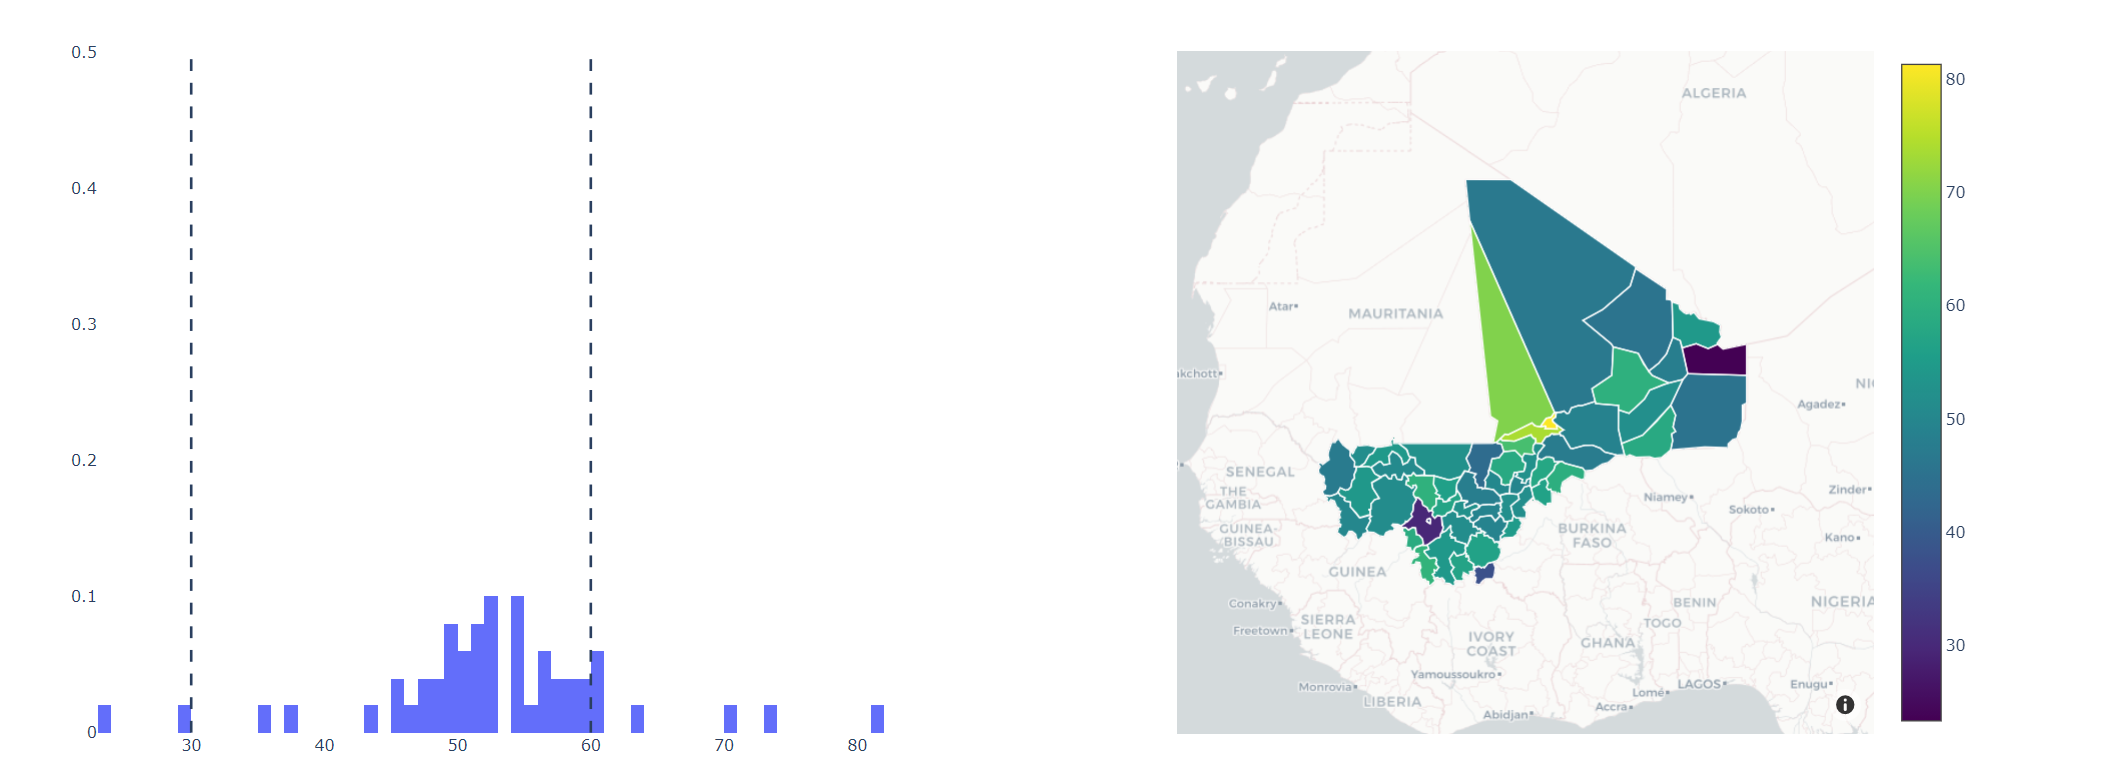 0.5
0.4
0.3
0.2
0.1
0
30
40
50
60
70
80
ALGERIA
Atar
MAURITANIA
akchott
NIG
Agadez
SENEGAL
THE
GAMBIA
GUINEA-
BISSAU
Niamey
Zinder
Sokoto
BURKINA
FASO
Kano
GUINEA
Conakry
SIERRA
LEONE
Freetown
BENIN
NIGERIA
TOGO
IVORY
COAST
GHANA
Yamoussoukro
Monrovia
LIBERIA
LAGOS
Lomé
Enugu
Accra
Abidjan
80
70
60
50
40
30